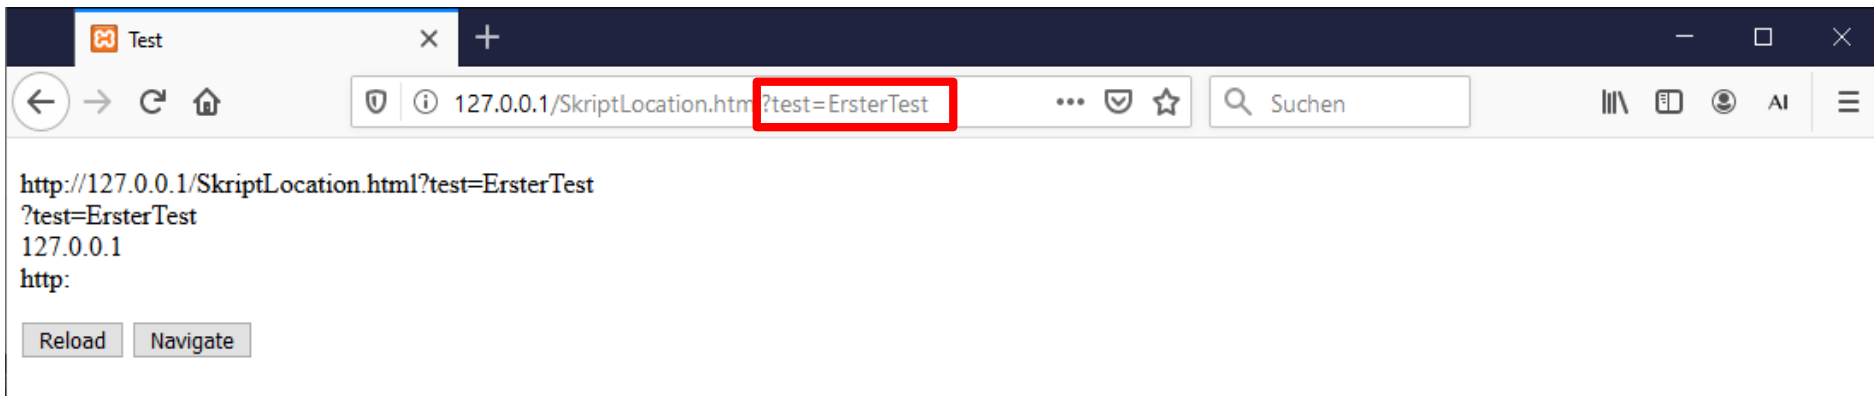 Test
127.0.0.1/SkriptLocation.htm?test=ErsterTest
Suchen
AI
http://127.0.0.1/SkriptLocation.html?test=ErsterTest
?test=ErsterTest
127.0.0.1
http:
Reload Navigate